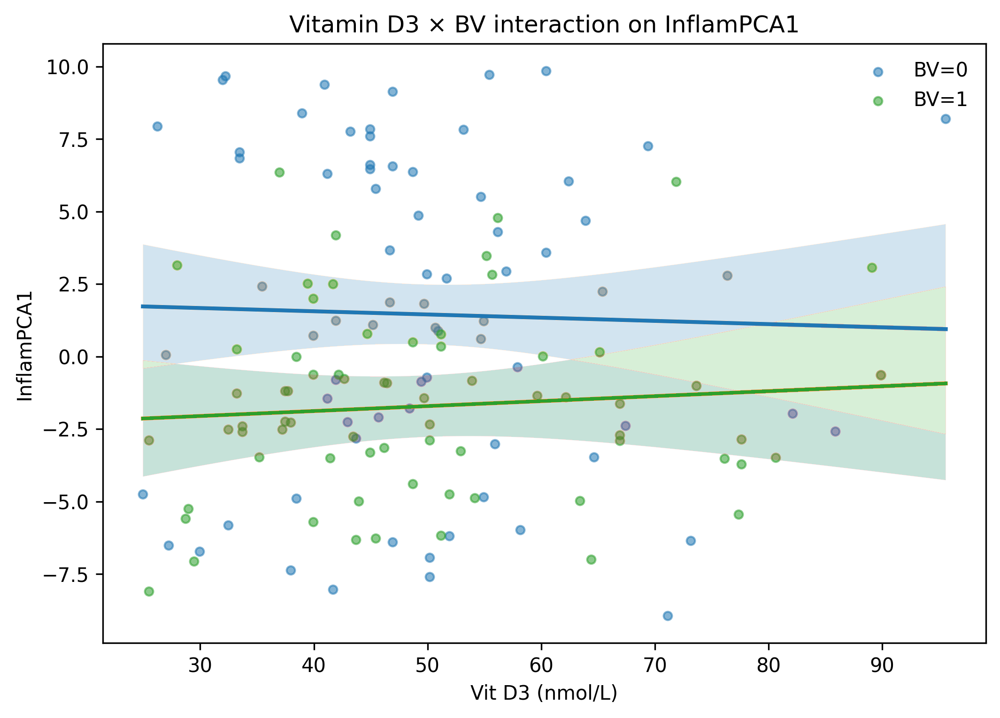 Vitamin D3 × BV interaction on InflamPCA1
BV=0
BV=1
10.0
7.5
5.0
2.5
0.0
−2.5
−5.0
−7.5
InflamPCA1
30 40 50 60 70 80 90
Vit D3 (nmol/L)